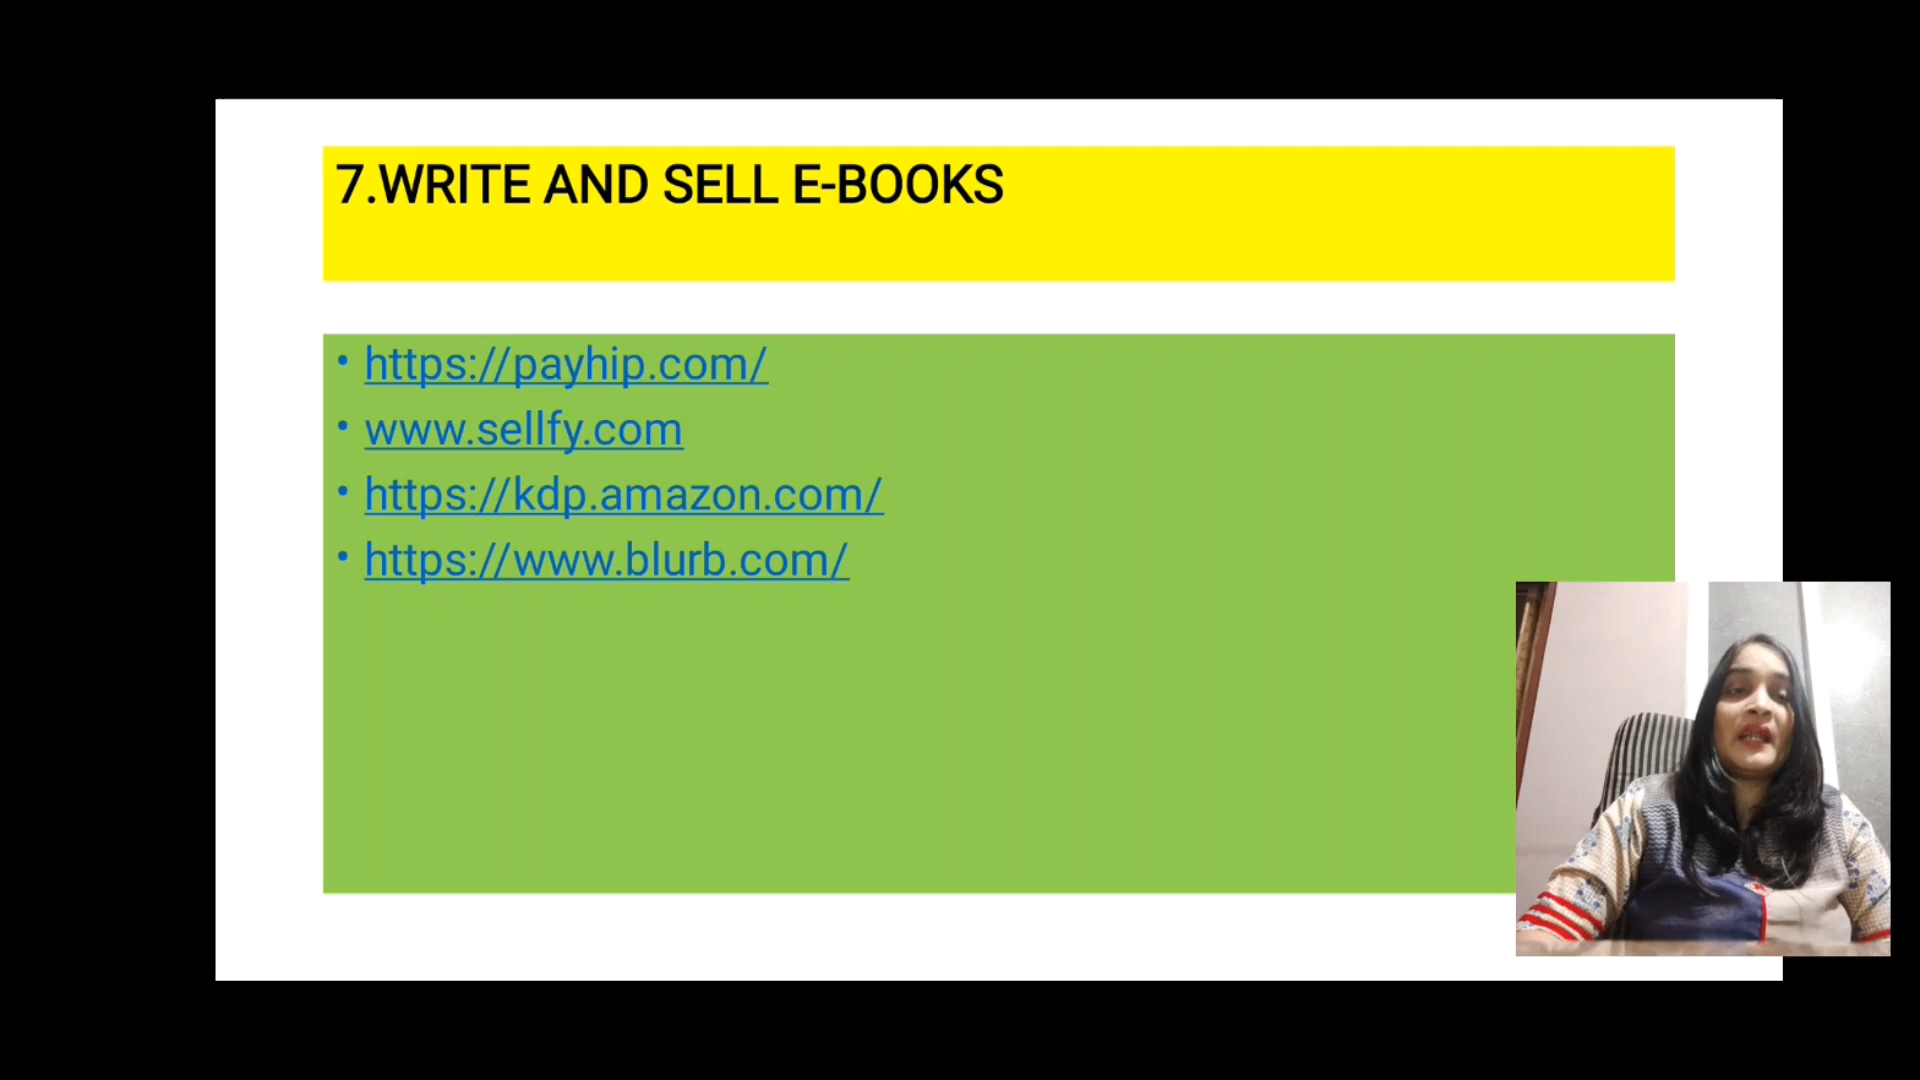 7.WRITE AND SELL E-BOOKS
• https://payhip.com/
• www.sellfy.com
• https://kdp.amazon.com/
• https://www.blurb.com/